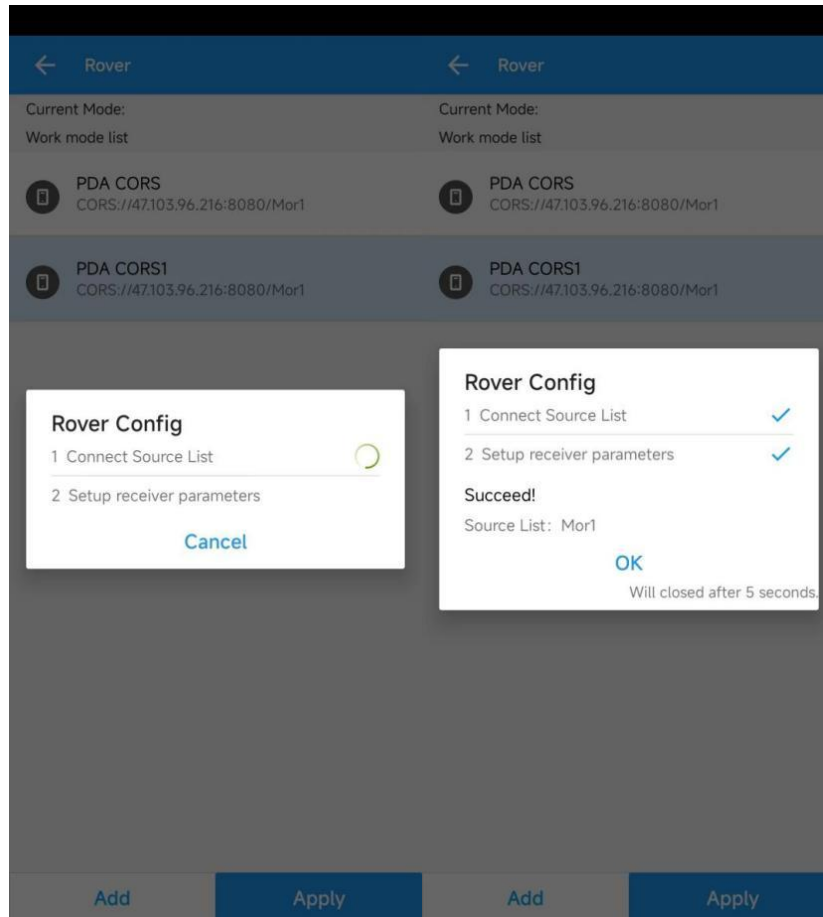 Rover
Current Mode:
Work mode list
PDA CORS
CORS://47.103.96.216:8080/Mor1
PDA CORS1
CORS://47.103.96.216:8080/Mor1
Rover Config
1 Connect Source List
2 Setup receiver parameters
Cancel
Add
Apply
Rover
Current Mode:
Work mode list
PDA CORS
CORS://47.103.96.216:8080/Mor1
PDA CORS1
CORS://47.103.96.216:8080/Mor1
Rover Config
1 Connect Source List
2 Setup receiver parameters
Succeed!
Source List: Mor1
OK
Will closed after 5 seconds.
Add
Apply